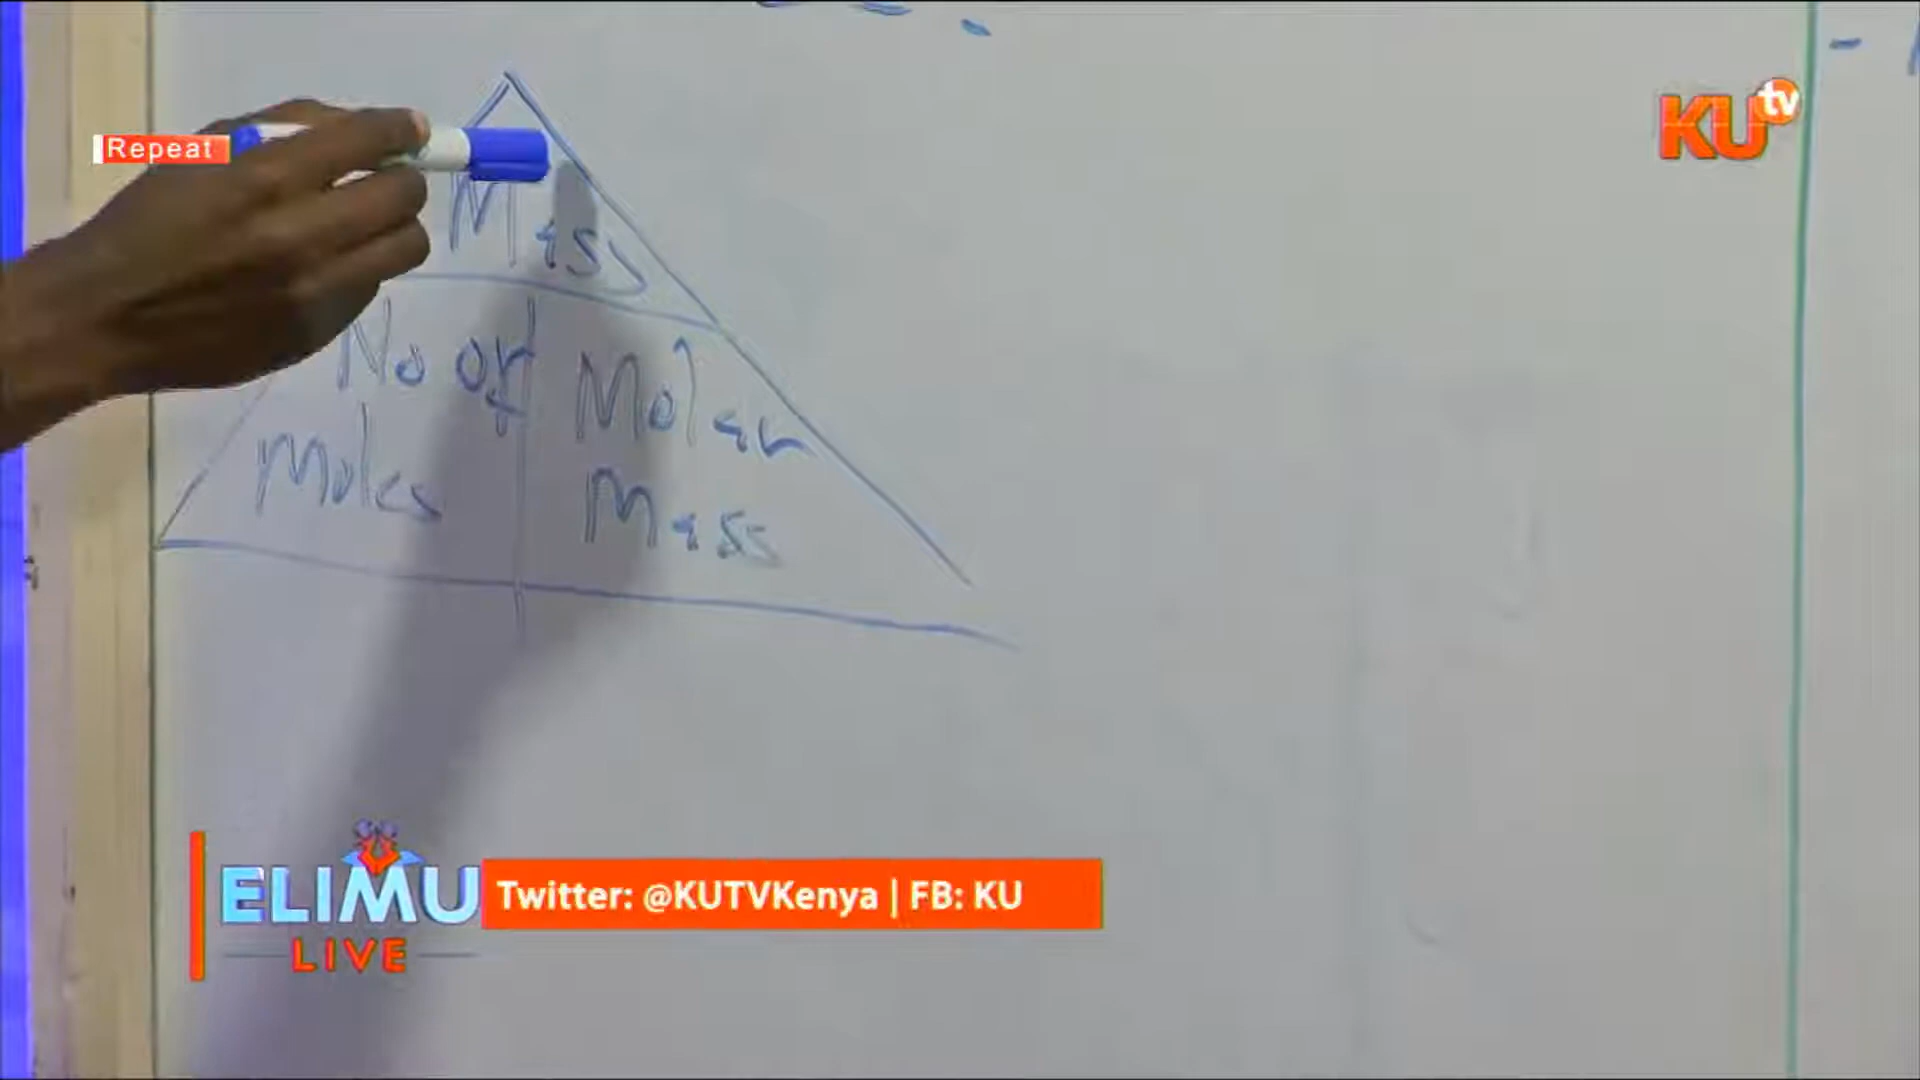 KU tv
Repeat
Mass
No of
Moles
Molar
Mass
ELIMU
LIVE
Twitter: @KUTVKenya | FB: KU